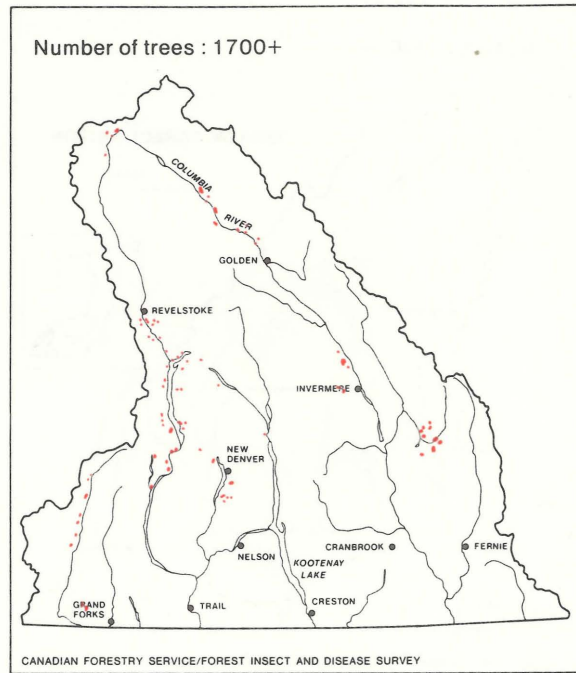 Number of trees : 1700+
COLUMBIA
RIVER
GOLDEN
REVELSTOKE
INVERMERE
NEW
DENVER
NELSON
KOOTENAY
LAKE
CRANBROOK
FERNIE
GRAND
FORKS
TRAIL
CRESTON
CANADIAN FORESTRY SERVICE/FOREST INSECT AND DISEASE SURVEY